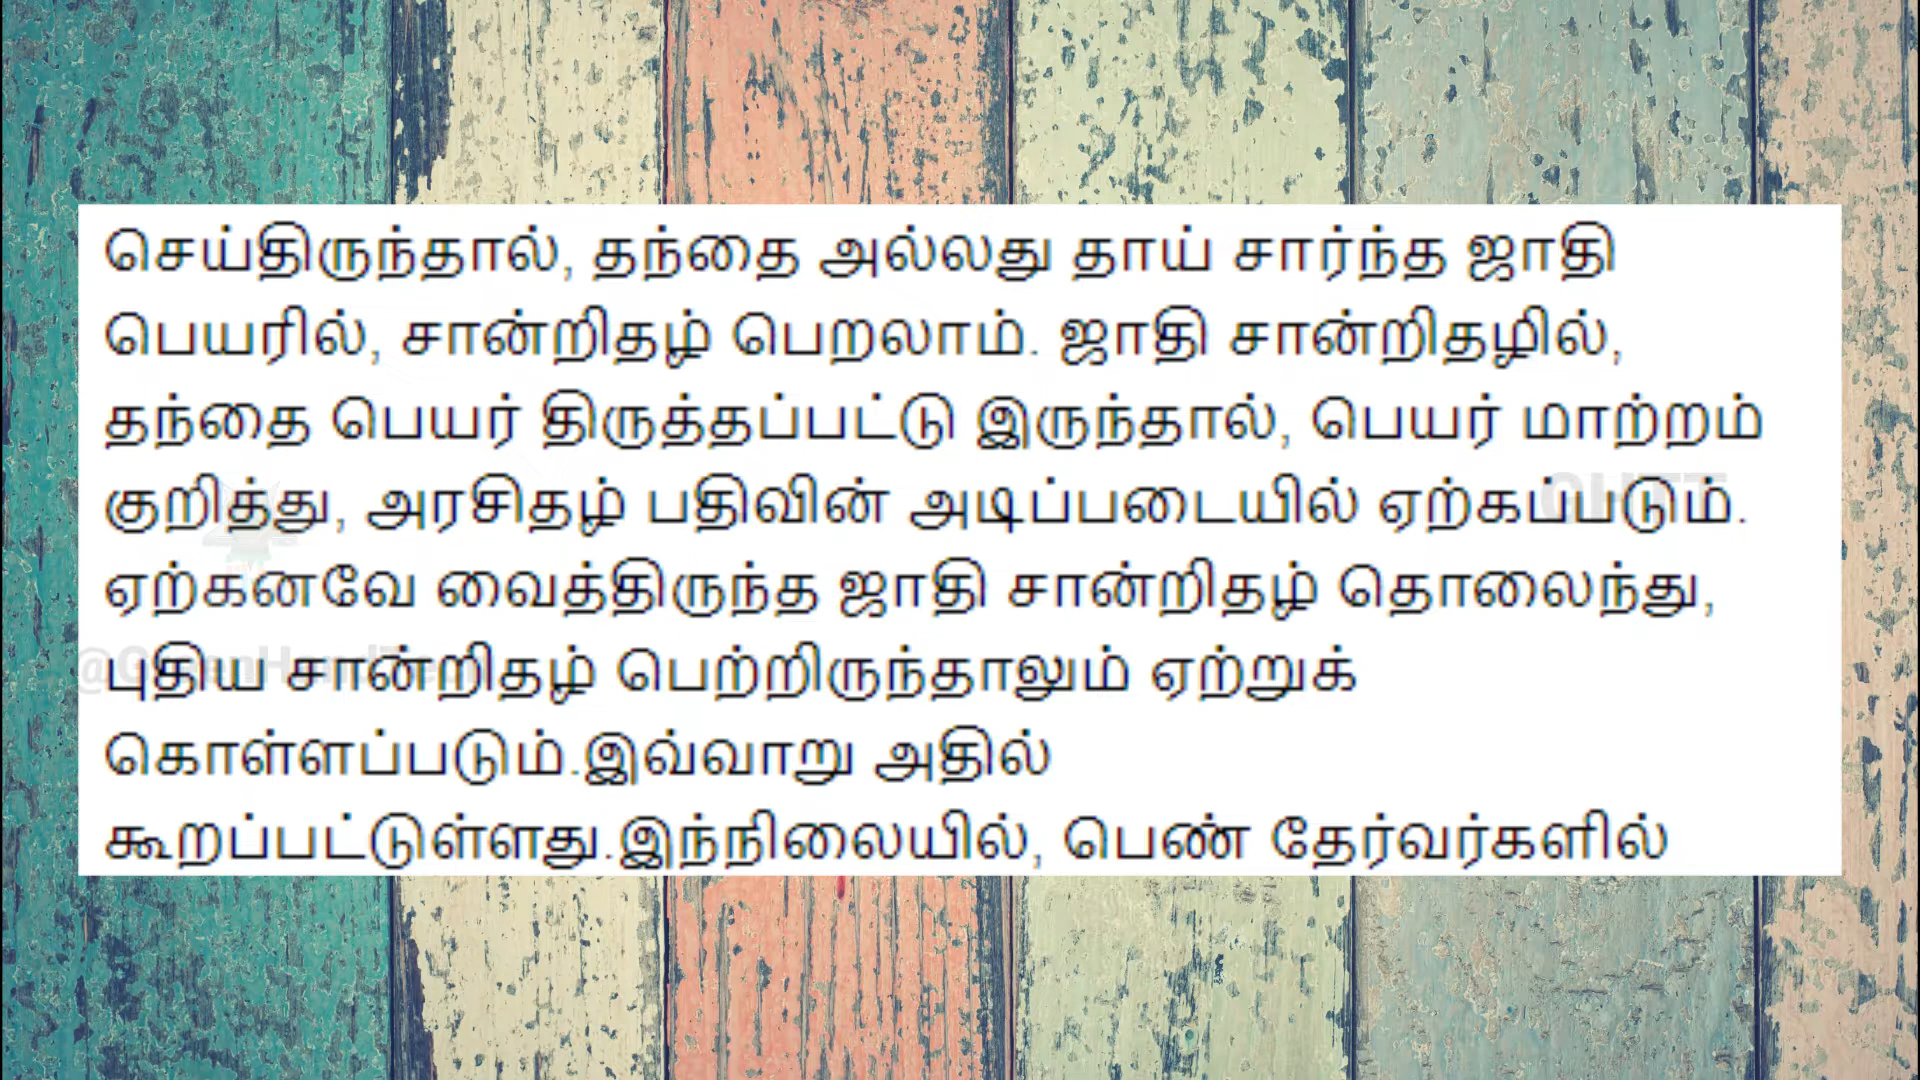 செய்திருந்தால், தந்தை அல்லது தாய் சார்ந்த ஜாதி
பெயரில், சான்றிதழ் பெறலாம். ஜாதி சான்றிதழில்,
தந்தை பெயர் திருத்தப்பட்டு இருந்தால், பெயர் மாற்றம்
குறித்து, அரசிதழ் பதிவின் அடிப்படையில் ஏற்கப்படும்.
ஏற்கனவே வைத்திருந்த ஜாதி சான்றிதழ் தொலைந்து,
புதிய சான்றிதழ் பெற்றிருந்தாலும் ஏற்றுக்
கொள்ளப்படும்.இவ்வாறு அதில்
கூறப்பட்டுள்ளது.இந்நிலையில், பெண் தேர்வர்களில்
GHTT